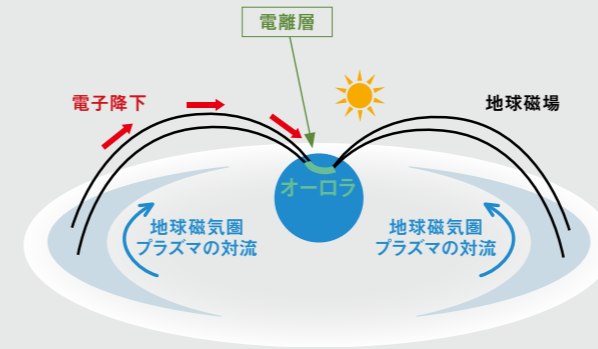 電離層
電子降下
地球磁場
オーロラ
地球磁気圏
プラズマの対流
地球磁気圏
プラズマの対流